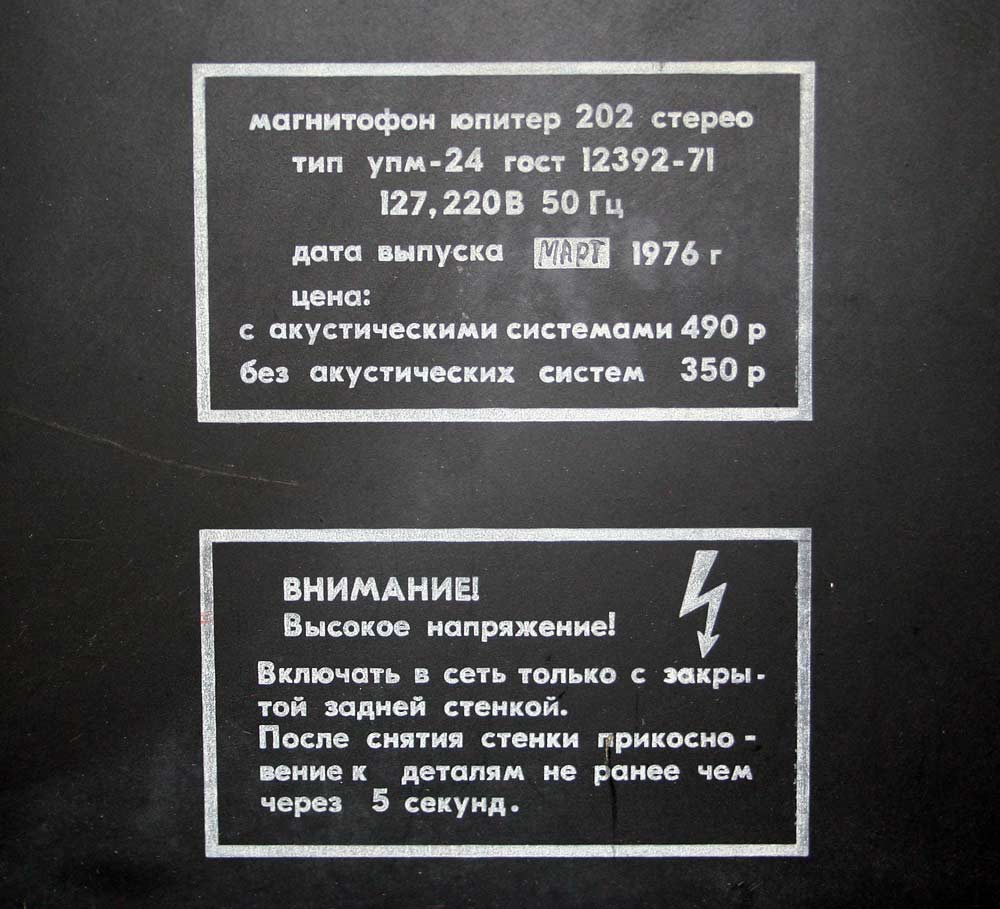 магнитофон юпитер 202 стерео
тип упм-24 гост 12392-71
127, 220В 50 Гц
дата выпуска МАРТ 1976 г
цена:
с акустическими системами 490 р
без акустических систем 350 р
ВНИМАНИЕ!
Высокое напряжение!
Включать в сеть только с закры-
той задней стенкой.
После снятия стенки прикосно-
вение к деталям не ранее чем
через 5 секунд.